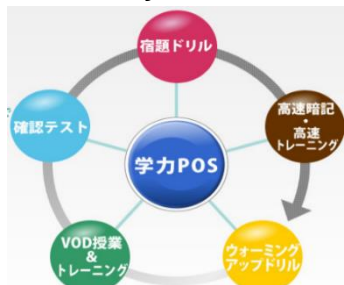 宿題ドリル
高速暗記
・
高速
トレーニング
ウォーミング
アップドリル
VOD授業
&
トレーニング
確認テスト
学力POS